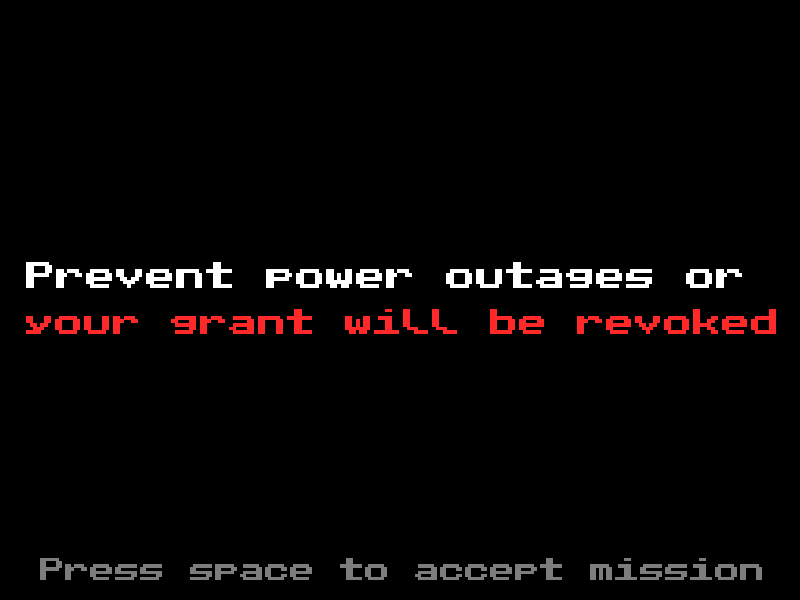 Prevent power outages or
your grant will be revoked
Press space to accept mission